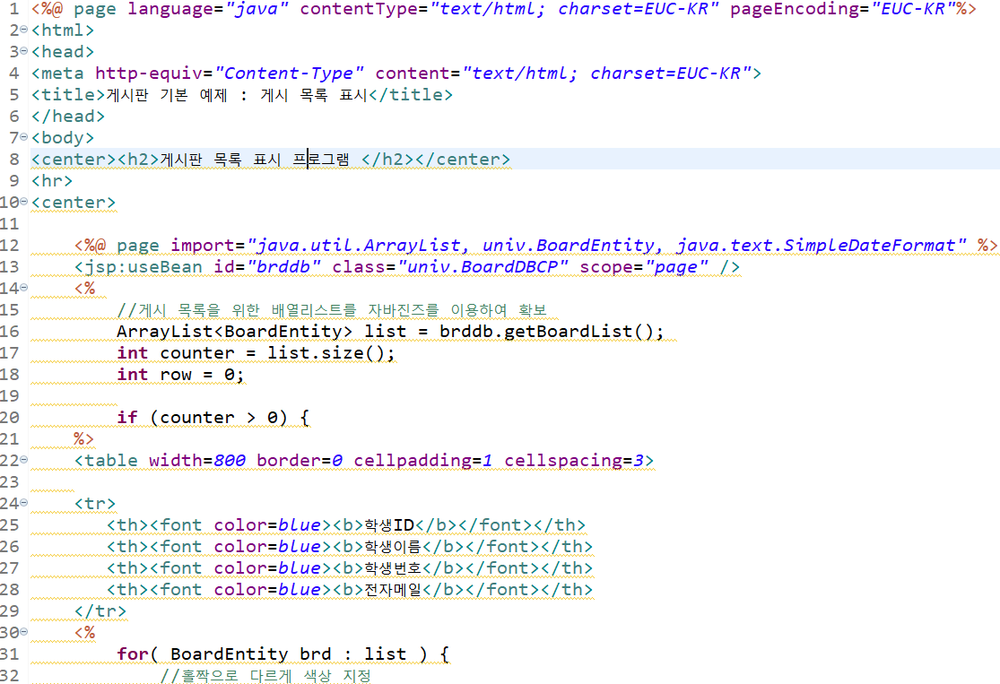 1 <%@ page language="java" contentType="text/html; charset=EUC-KR" pageEncoding="EUC-KR"%>
2 <html>
3 <head>
4 <meta http-equiv="Content-Type" content="text/html; charset=EUC-KR">
5 <title>게시판 기본 예제 : 게시 목록 표시</title>
6 </head>
7 <body>
8 <center><h2>게시판 목록 표시 프로그램 </h2></center>
9 <hr>
10 <center>
11
12     <%@ page import="java.util.ArrayList, univ.BoardEntity, java.text.SimpleDateFormat" %>
13     <jsp:useBean id="brddb" class="univ.BoardDBCP" scope="page" />
14     <%
15         //게시 목록을 위한 배열리스트를 자바진즈를 이용하여 확보
16         ArrayList<BoardEntity> list = brddb.getBoardList();
17         int counter = list.size();
18         int row = 0;
19
20         if (counter > 0) {
21     %>
22     <table width=800 border=0 cellpadding=1 cellspacing=3>
23
24     <tr>
25        <th><font color=blue><b>학생ID</b></font></th>
26        <th><font color=blue><b>학생이름</b></font></th>
27        <th><font color=blue><b>학생번호</b></font></th>
28        <th><font color=blue><b>전자메일</b></font></th>
29     </tr>
30     <%
31         for( BoardEntity brd : list ) {
32             //홀짝으로 다르게 색상 지정